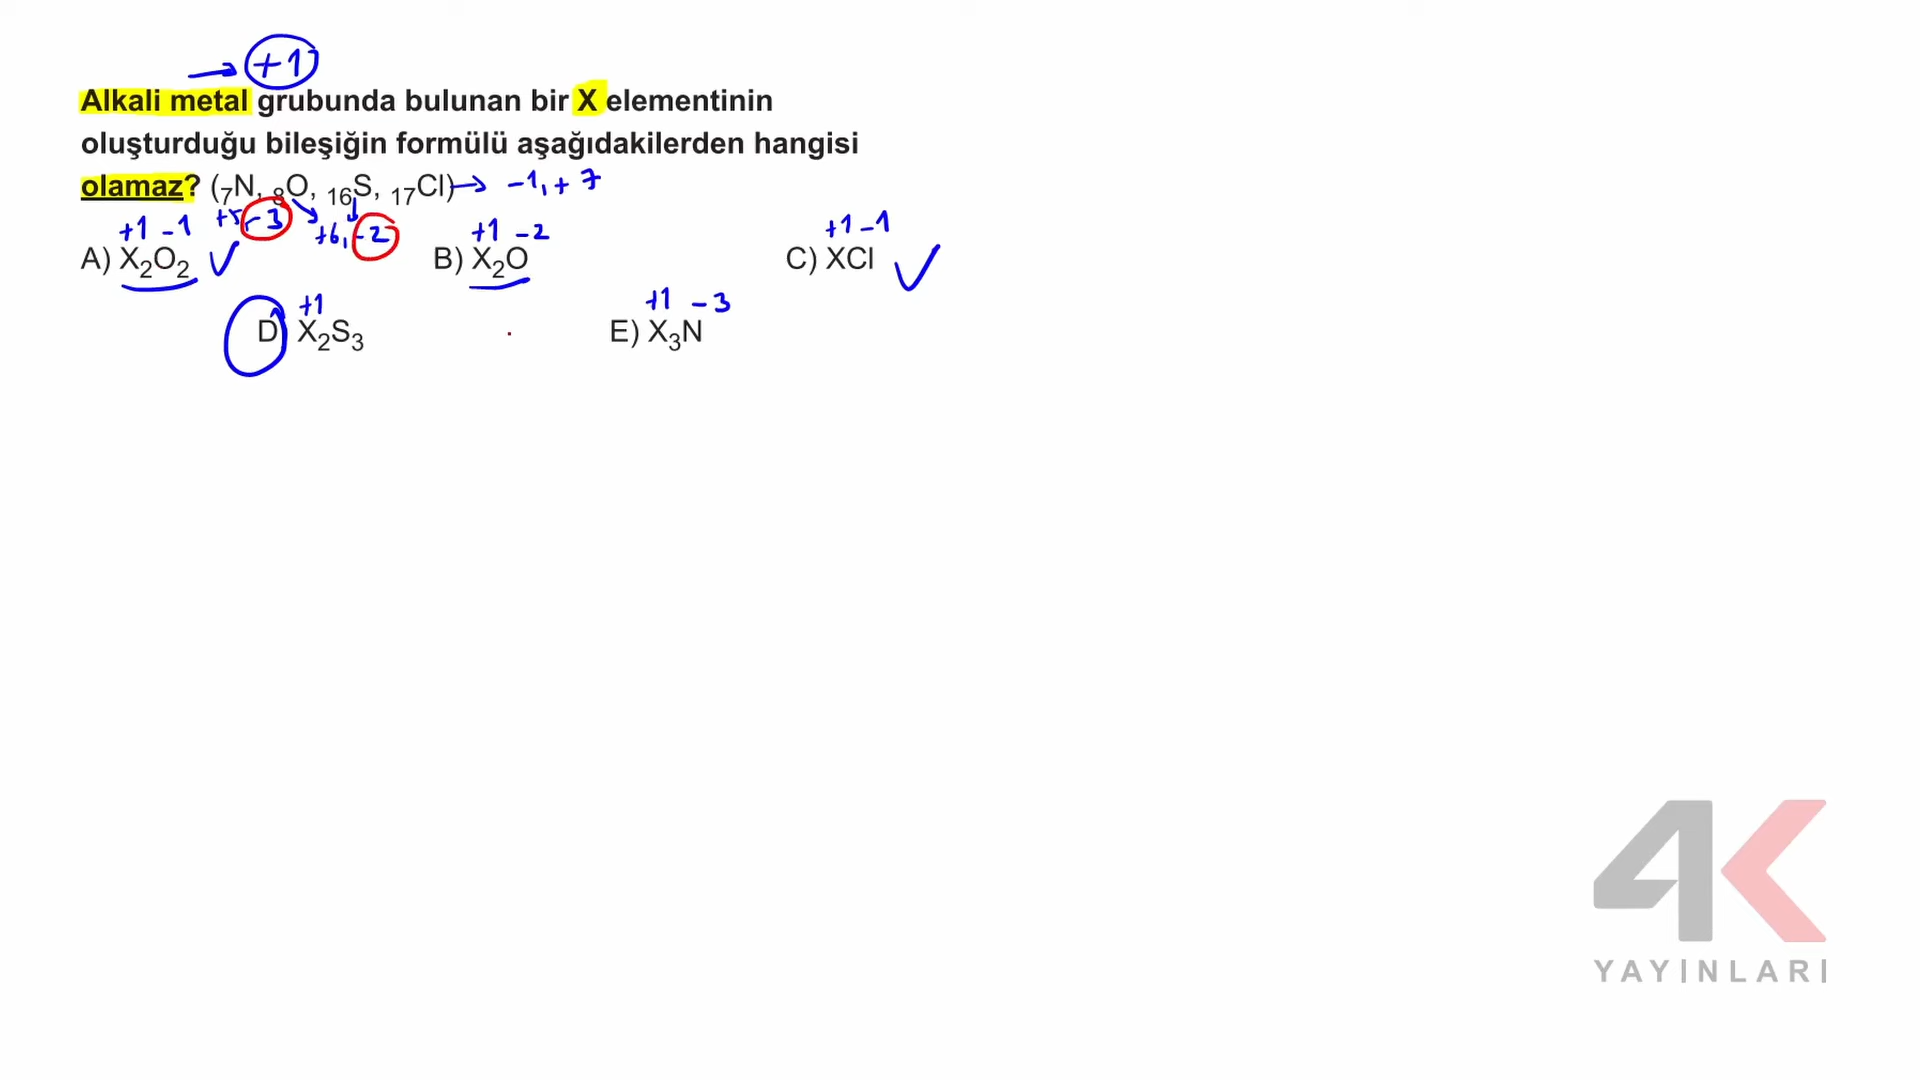 → +1
Alkali metal grubunda bulunan bir X elementinin
oluşturduğu bileşiğin formülü aşağıdakilerden hangisi
olamaz? (₇N, ₈O, ₁₆S, ₁₇Cl) → -1, +7
+5, -3 +6, -2
+1 -1 +1 -2 +1 -1
A) X₂O₂ ✓ B) X₂O C) XCl ✓
+1 +1 -3
D) X₂S₃ E) X₃N
4K
YAYINLARI